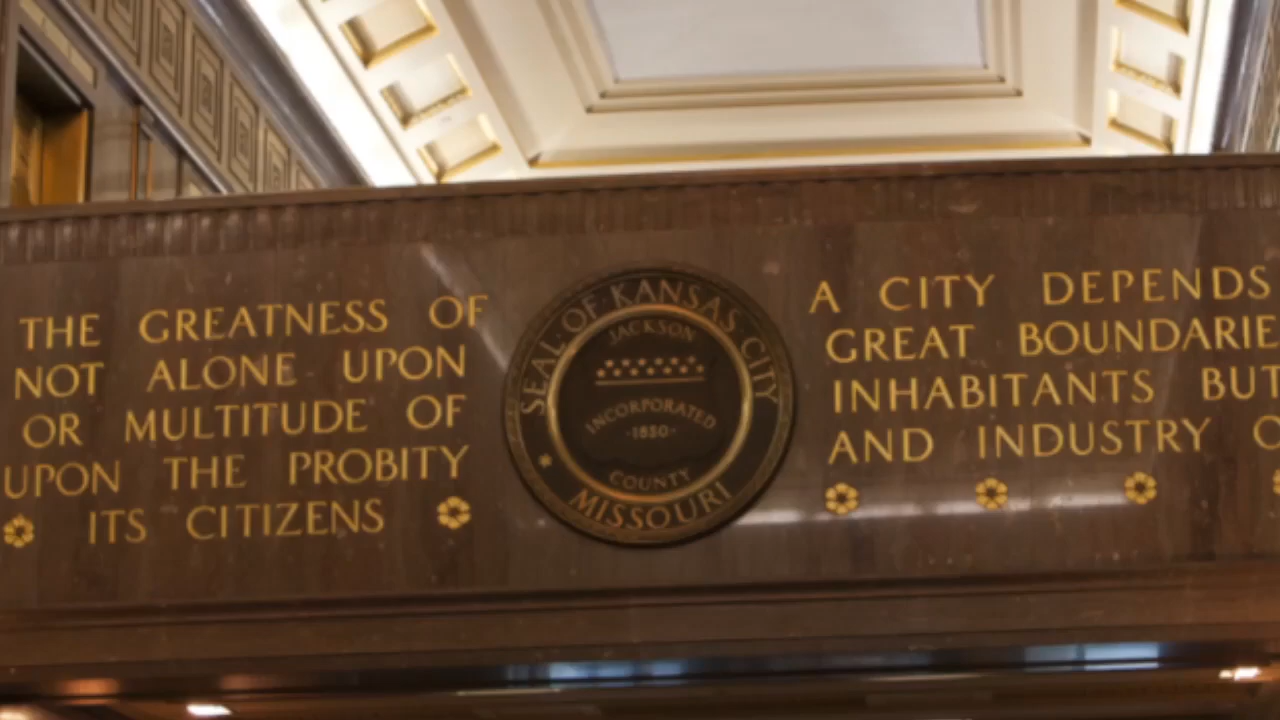 THE GREATNESS OF
NOT ALONE UPON
OR MULTITUDE OF
UPON THE PROBITY
ITS CITIZENS
SEAL · OF · KANSAS · CITY
JACKSON
INCORPORATED
·1850·
COUNTY
MISSOURI
A CITY DEPENDS
GREAT BOUNDARIE
INHABITANTS BUT
AND INDUSTRY